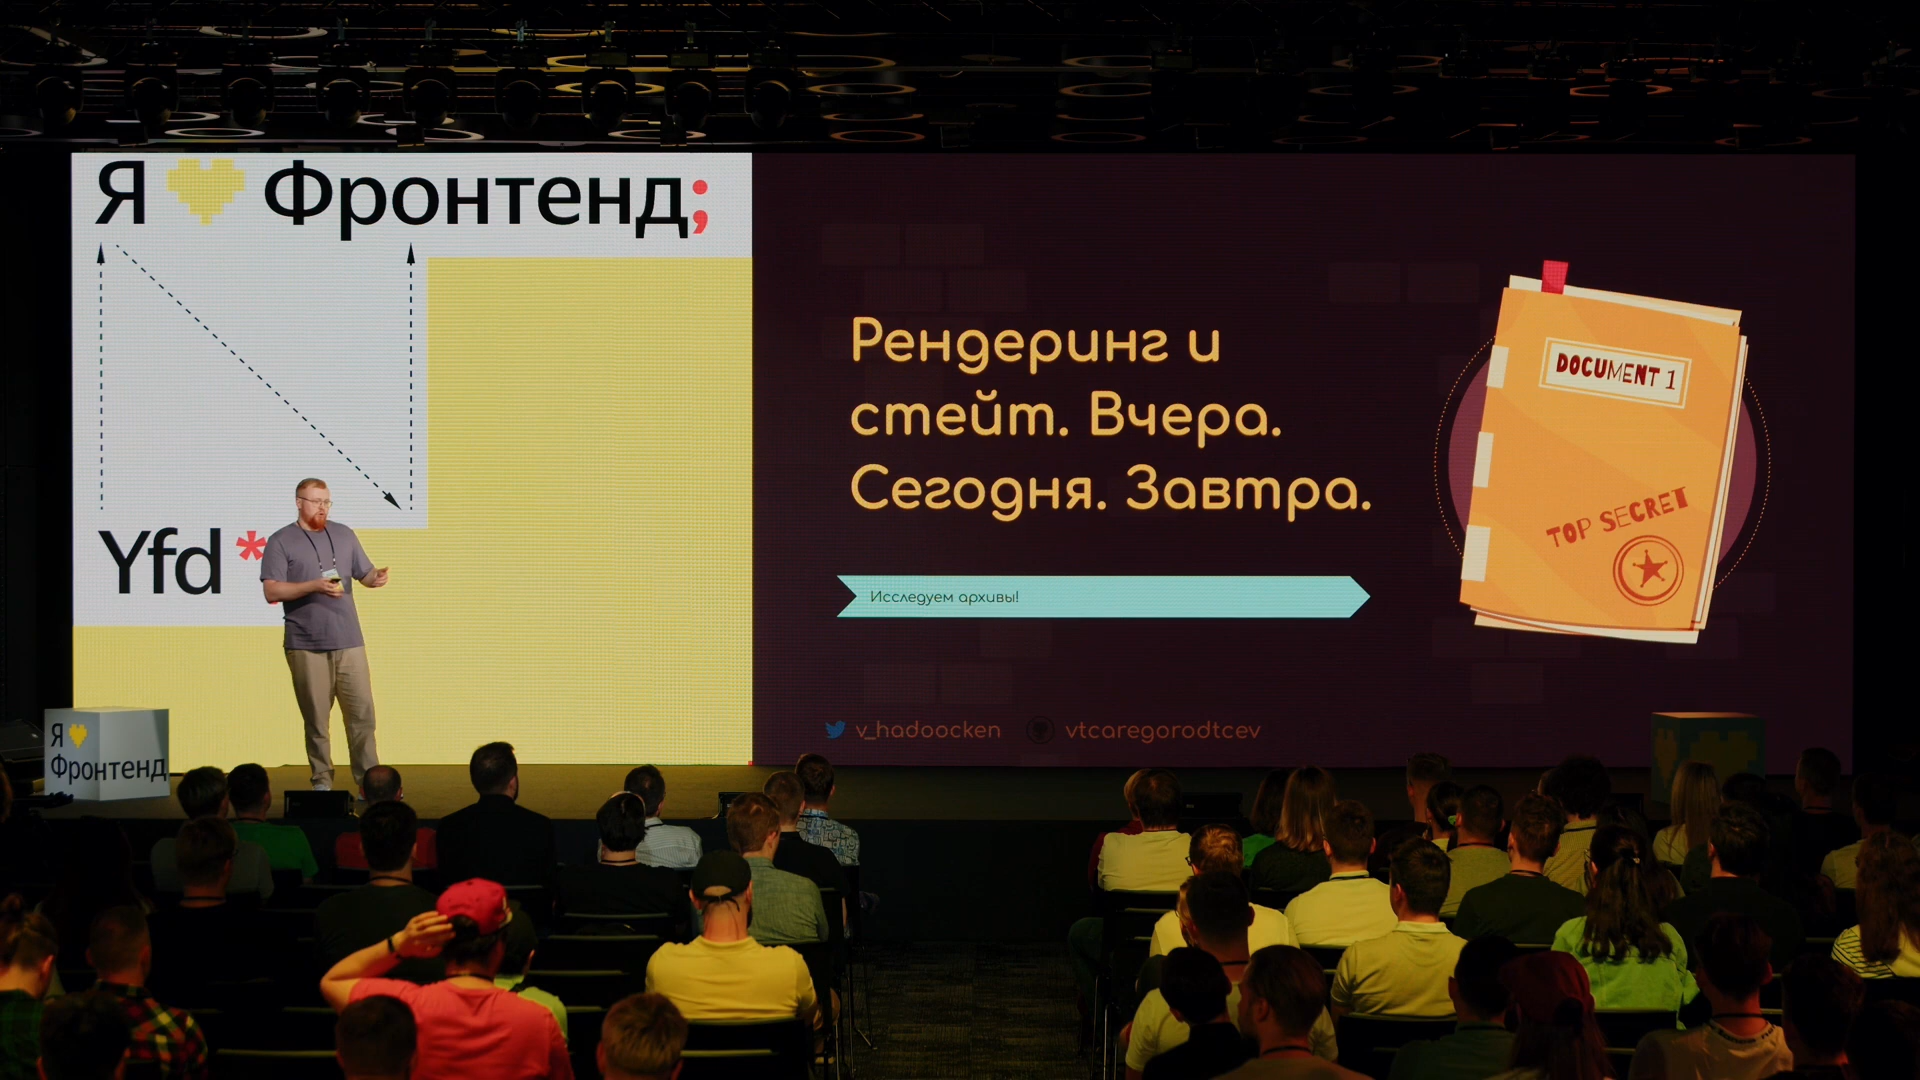 Я Фронтенд;
Yfd *
Рендеринг и
стейт. Вчера.
Сегодня. Завтра.
Исследуем архивы!
DOCUMENT 1
TOP SECRET
v_hadoocken vtcaregorodtcev
Я
Фронтенд